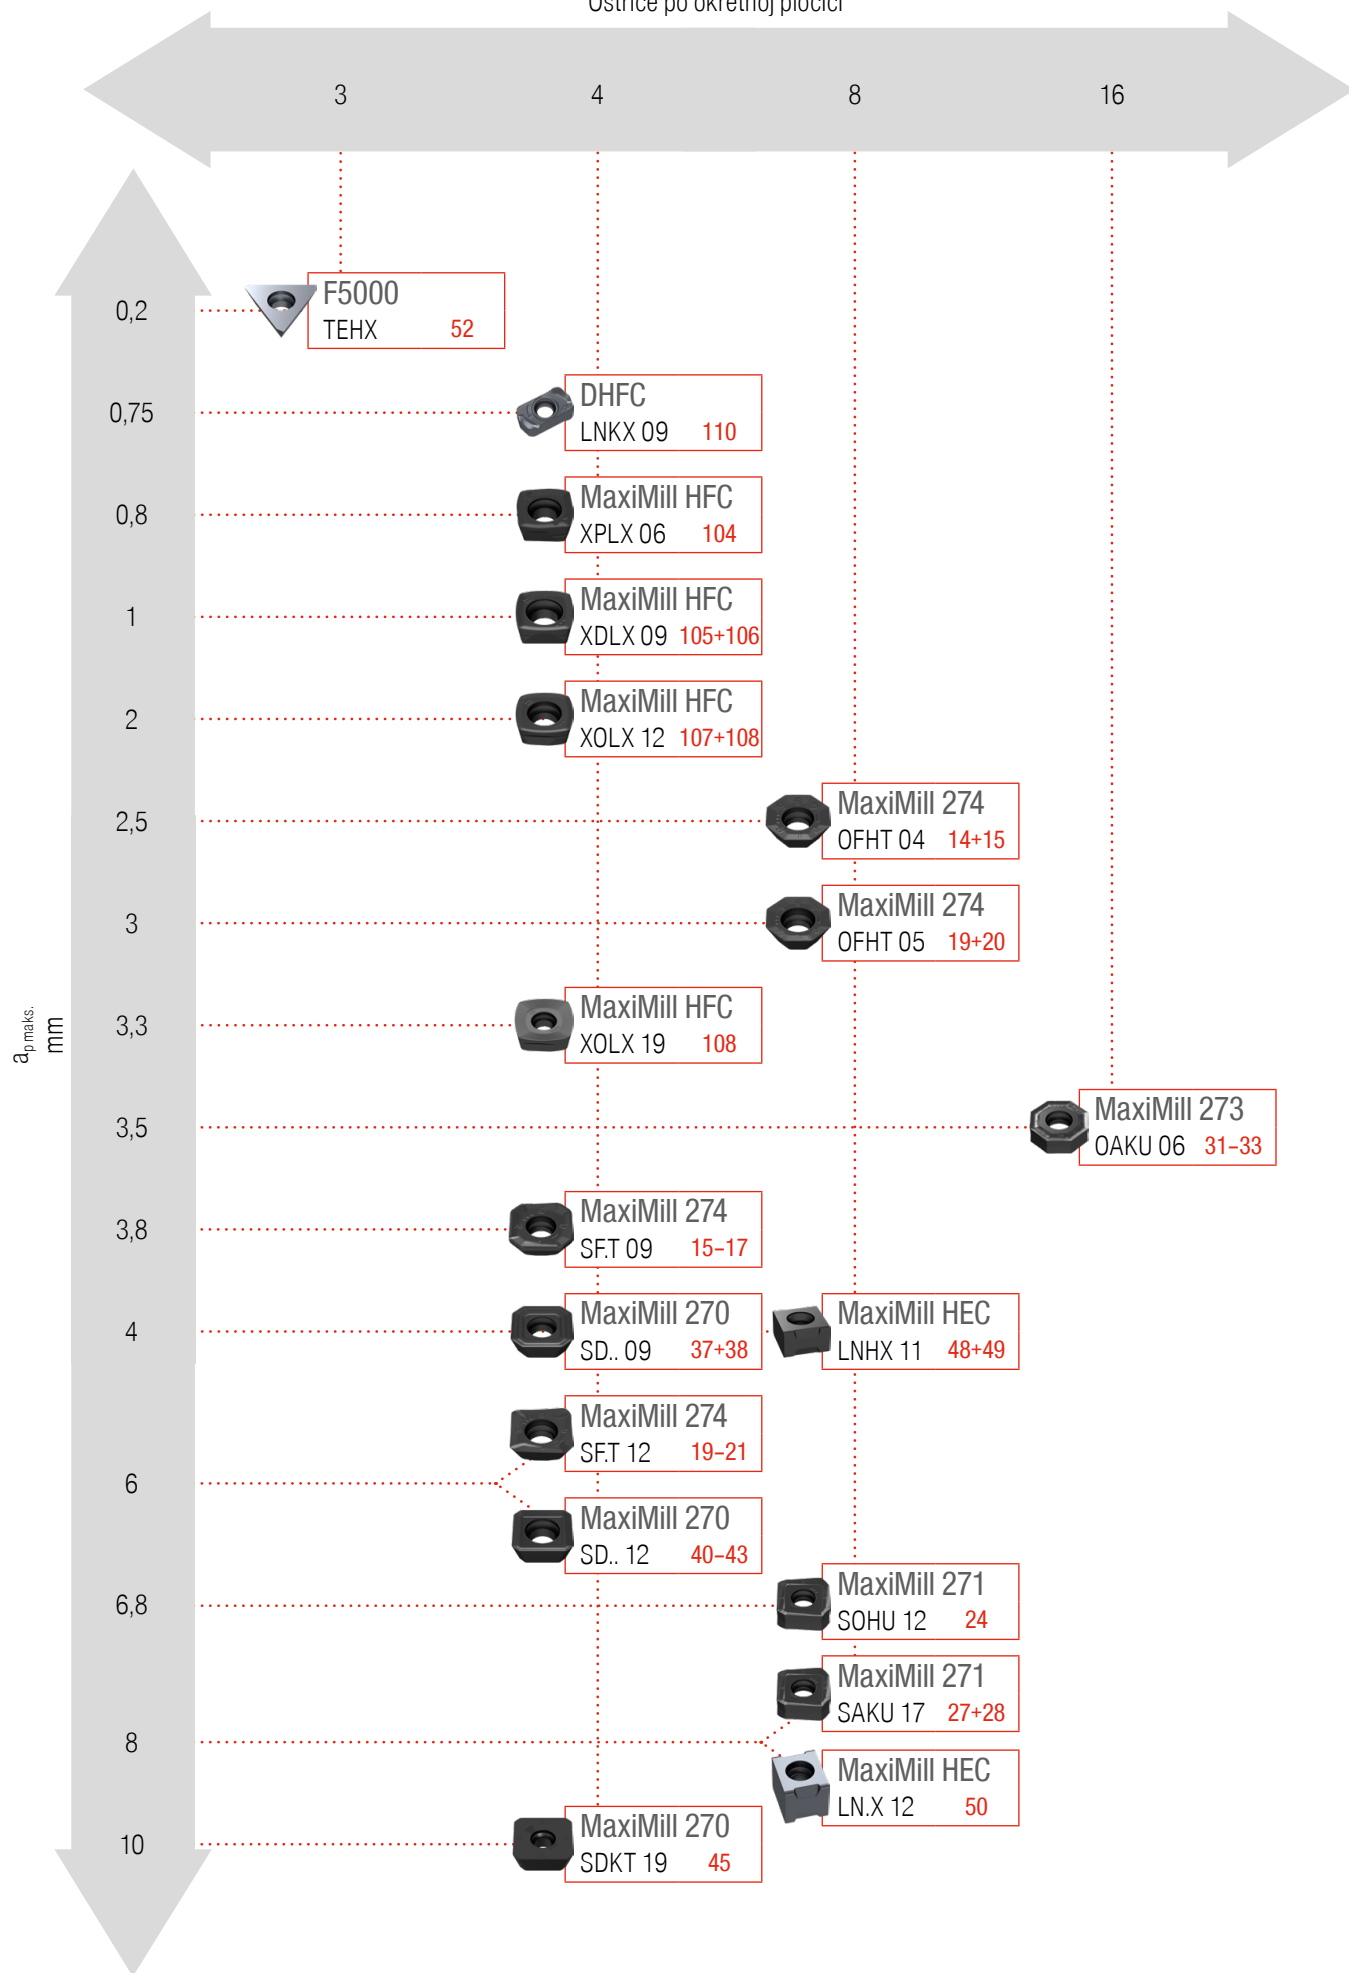 Oštrice po okretnoj pločici
3 4 8 16
0,2
F5000
TEHX 52
0,75
DHFC
LNKX 09 110
0,8
MaxiMill HFC
XPLX 06 104
1
MaxiMill HFC
XDLX 09 105+106
2
MaxiMill HFC
XOLX 12 107+108
2,5
MaxiMill 274
OFHT 04 14+15
3
MaxiMill 274
OFHT 05 19+20
3,3
MaxiMill HFC
XOLX 19 108
ap maks.
mm
3,5
MaxiMill 273
OAKU 06 31–33
3,8
MaxiMill 274
SF.T 09 15–17
4
MaxiMill 270
SD.. 09 37+38
MaxiMill HEC
LNHX 11 48+49
6
MaxiMill 274
SF.T 12 19–21
MaxiMill 270
SD.. 12 40–43
6,8
MaxiMill 271
SOHU 12 24
8
MaxiMill 271
SAKU 17 27+28
MaxiMill HEC
LN.X 12 50
10
MaxiMill 270
SDKT 19 45